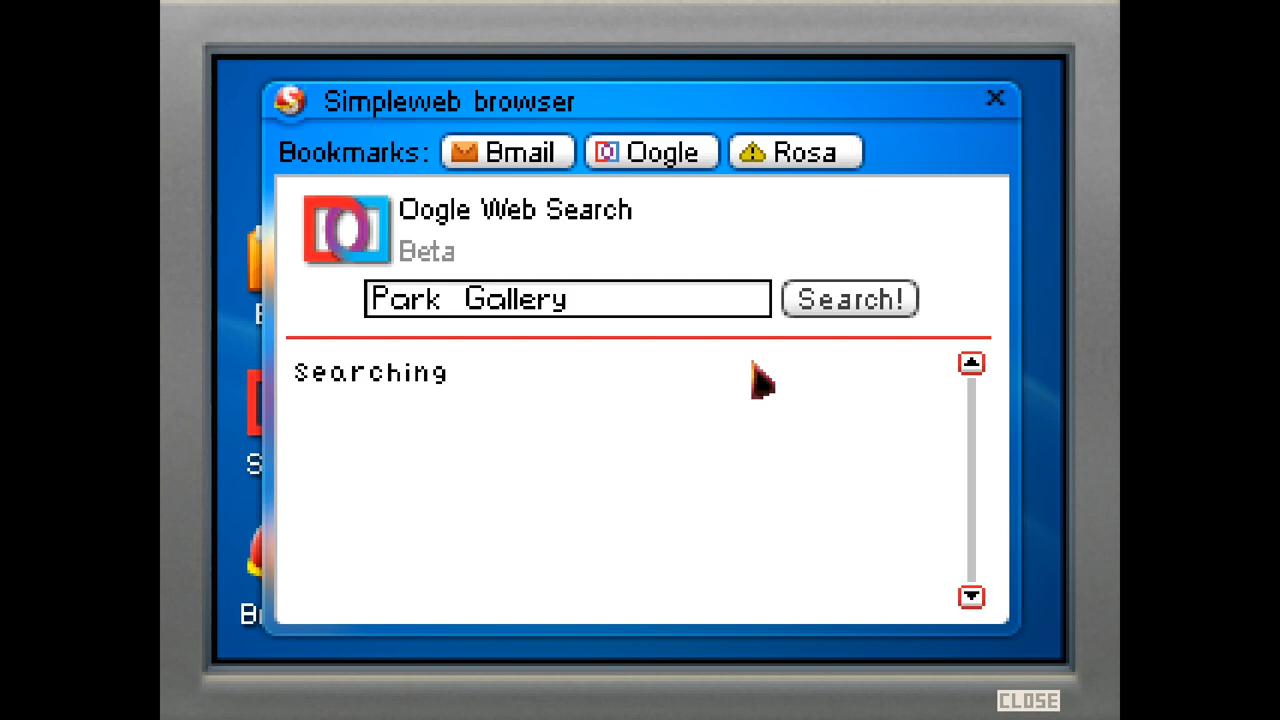 Simpleweb browser
Bookmarks: Bmail Oogle Rosa
Oogle Web Search
Beta
Park Gallery Search!
Searching
CLOSE